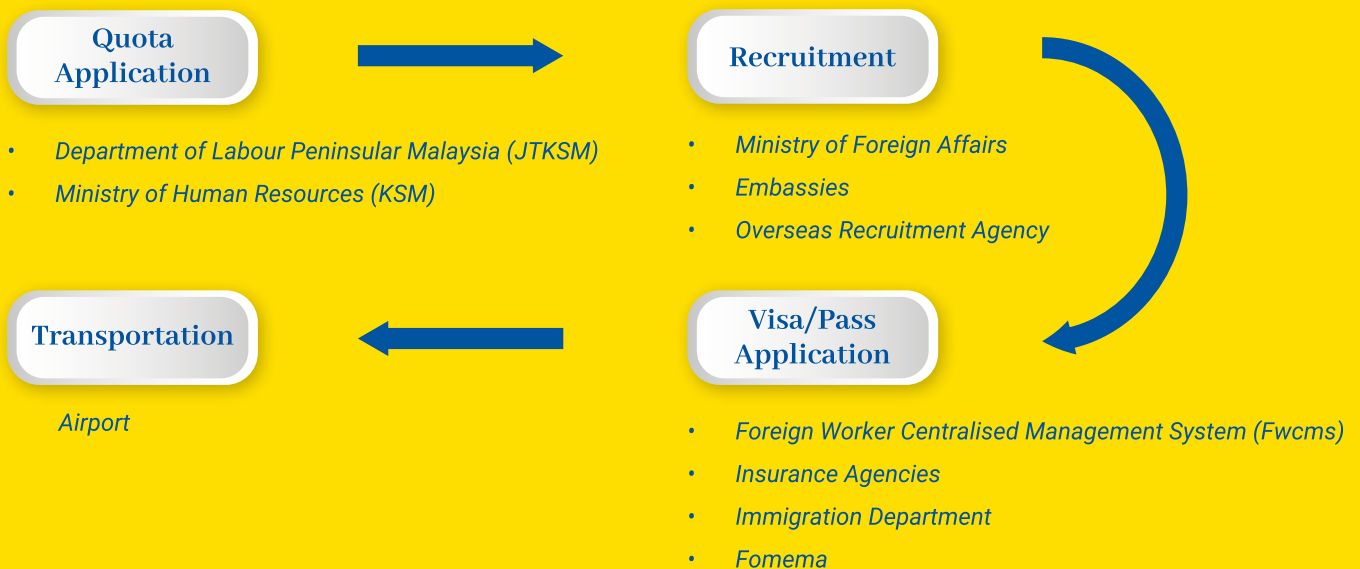 Quota
Application
• Department of Labour Peninsular Malaysia (JTKSM)
• Ministry of Human Resources (KSM)
Recruitment
• Ministry of Foreign Affairs
• Embassies
• Overseas Recruitment Agency
Visa/Pass
Application
• Foreign Worker Centralised Management System (Fwcms)
• Insurance Agencies
• Immigration Department
• Fomema
Transportation
Airport